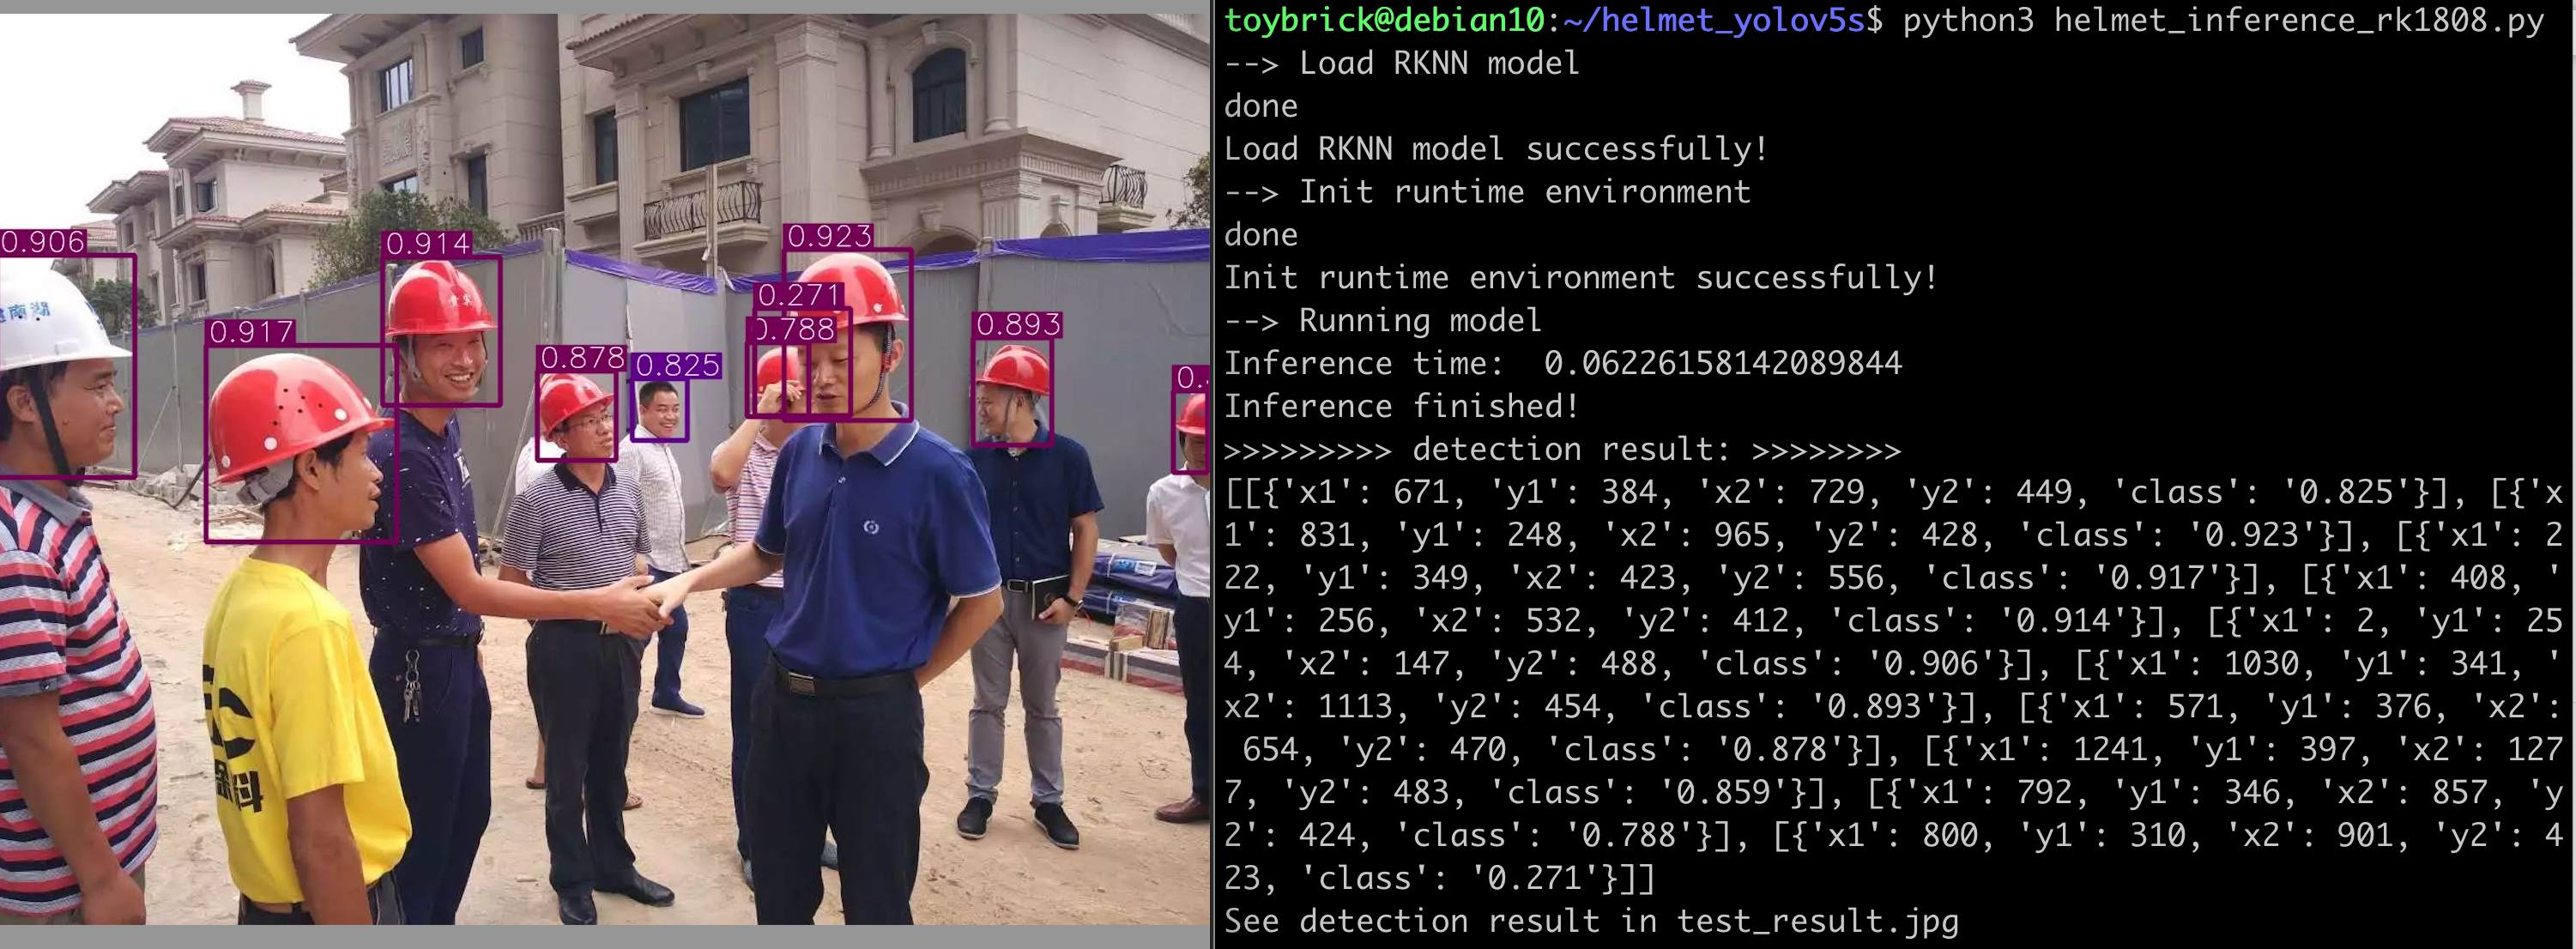 0.906
0.914
0.923
0.271
0.788
0.917
0.878
0.825
0.893
0.
南湖
涂料
toybrick@debian10:~/helmet_yolov5s$ python3 helmet_inference_rk1808.py
--> Load RKNN model
done
Load RKNN model successfully!
--> Init runtime environment
done
Init runtime environment successfully!
--> Running model
Inference time:  0.06226158142089844
Inference finished!
>>>>>>>>> detection result: >>>>>>>>
[[{'x1': 671, 'y1': 384, 'x2': 729, 'y2': 449, 'class': '0.825'}], [{'x
1': 831, 'y1': 248, 'x2': 965, 'y2': 428, 'class': '0.923'}], [{'x1': 2
22, 'y1': 349, 'x2': 423, 'y2': 556, 'class': '0.917'}], [{'x1': 408, '
y1': 256, 'x2': 532, 'y2': 412, 'class': '0.914'}], [{'x1': 2, 'y1': 25
4, 'x2': 147, 'y2': 488, 'class': '0.906'}], [{'x1': 1030, 'y1': 341, '
x2': 1113, 'y2': 454, 'class': '0.893'}], [{'x1': 571, 'y1': 376, 'x2':
 654, 'y2': 470, 'class': '0.878'}], [{'x1': 1241, 'y1': 397, 'x2': 127
7, 'y2': 483, 'class': '0.859'}], [{'x1': 792, 'y1': 346, 'x2': 857, 'y
2': 424, 'class': '0.788'}], [{'x1': 800, 'y1': 310, 'x2': 901, 'y2': 4
23, 'class': '0.271'}]]
See detection result in test_result.jpg